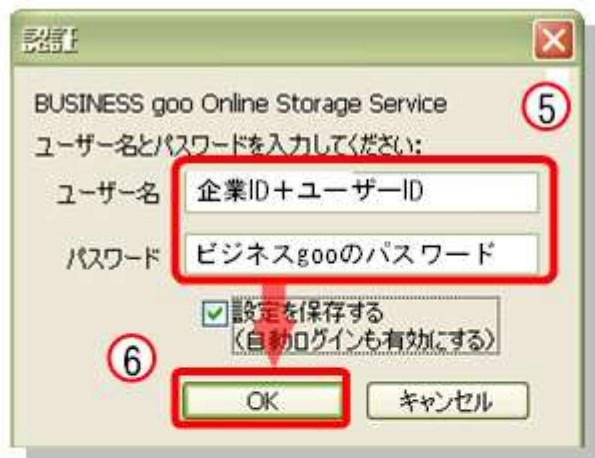 認証
BUSINESS goo Online Storage Service
⑤
ユーザー名とパスワードを入力してください:
ユーザー名 企業ID+ユーザーID
パスワード ビジネスgooのパスワード
設定を保存する
(自動ログインも有効にする)
⑥
OK キャンセル